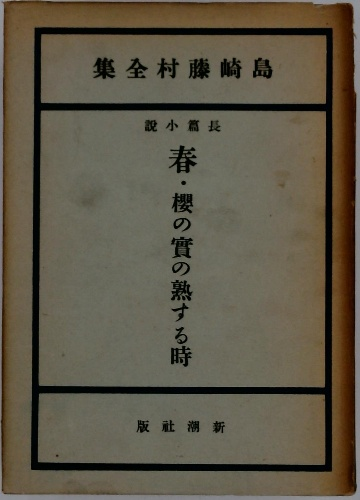 島崎藤村全集
長篇小說
春・櫻の實の熟する時
新潮社版